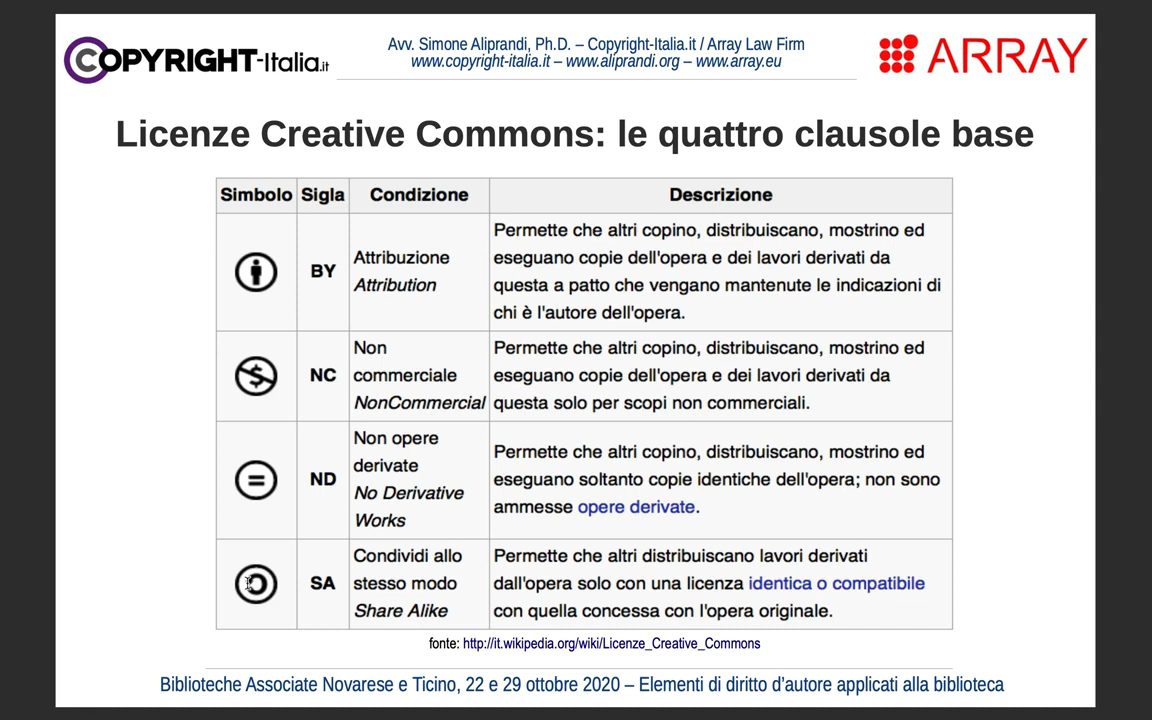 COPYRIGHT-Italia.it
Avv. Simone Aliprandi, Ph.D. – Copyright-Italia.it / Array Law Firm
www.copyright-italia.it – www.aliprandi.org – www.array.eu
ARRAY
Licenze Creative Commons: le quattro clausole base
Simbolo Sigla Condizione Descrizione
BY
Attribuzione
Attribution
Permette che altri copino, distribuiscano, mostrino ed
eseguano copie dell'opera e dei lavori derivati da
questa a patto che vengano mantenute le indicazioni di
chi è l'autore dell'opera.
NC
Non
commerciale
NonCommercial
Permette che altri copino, distribuiscano, mostrino ed
eseguano copie dell'opera e dei lavori derivati da
questa solo per scopi non commerciali.
ND
Non opere
derivate
No Derivative
Works
Permette che altri copino, distribuiscano, mostrino ed
eseguano soltanto copie identiche dell'opera; non sono
ammesse opere derivate.
SA
Condividi allo
stesso modo
Share Alike
Permette che altri distribuiscano lavori derivati
dall'opera solo con una licenza identica o compatibile
con quella concessa con l'opera originale.
fonte: http://it.wikipedia.org/wiki/Licenze_Creative_Commons
Biblioteche Associate Novarese e Ticino, 22 e 29 ottobre 2020 – Elementi di diritto d'autore applicati alla biblioteca